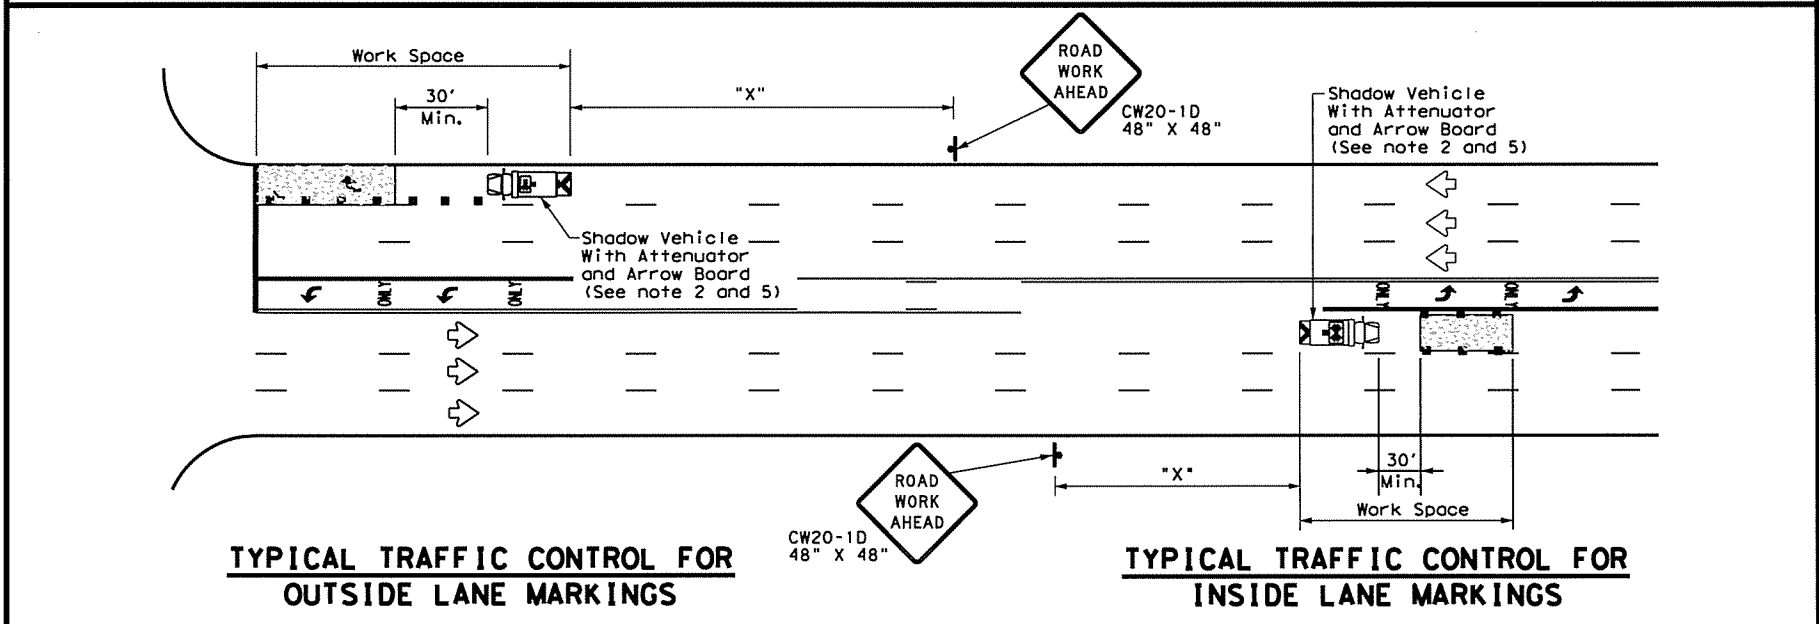 Work Space
30'
Min.
"X"
ROAD
WORK
AHEAD
CW20-1D
48" X 48"
Shadow Vehicle
With Attenuator
and Arrow Board
(See note 2 and 5)
Shadow Vehicle
With Attenuator
and Arrow Board
(See note 2 and 5)
ONLY
ONLY
ONLY
ONLY
ROAD
WORK
AHEAD
CW20-1D
48" X 48"
"X"
30'
Min.
Work Space
TYPICAL TRAFFIC CONTROL FOR
OUTSIDE LANE MARKINGS
TYPICAL TRAFFIC CONTROL FOR
INSIDE LANE MARKINGS